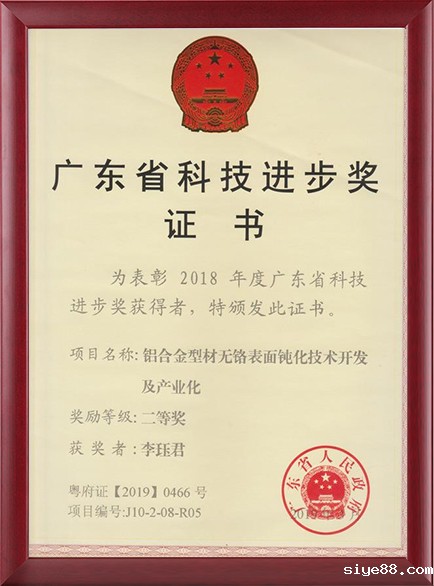 广东省科技进步奖
证 书
为表彰 2018 年度广东省科技
进步奖获得者，特颁发此证书。
项目名称：铝合金型材无铬表面钝化技术开发
及产业化
奖励等级：二等奖
获 奖 者：李珏君
广东省人民政府
粤府证【2019】0466 号
项目编号:J10-2-08-R05
siye88.com